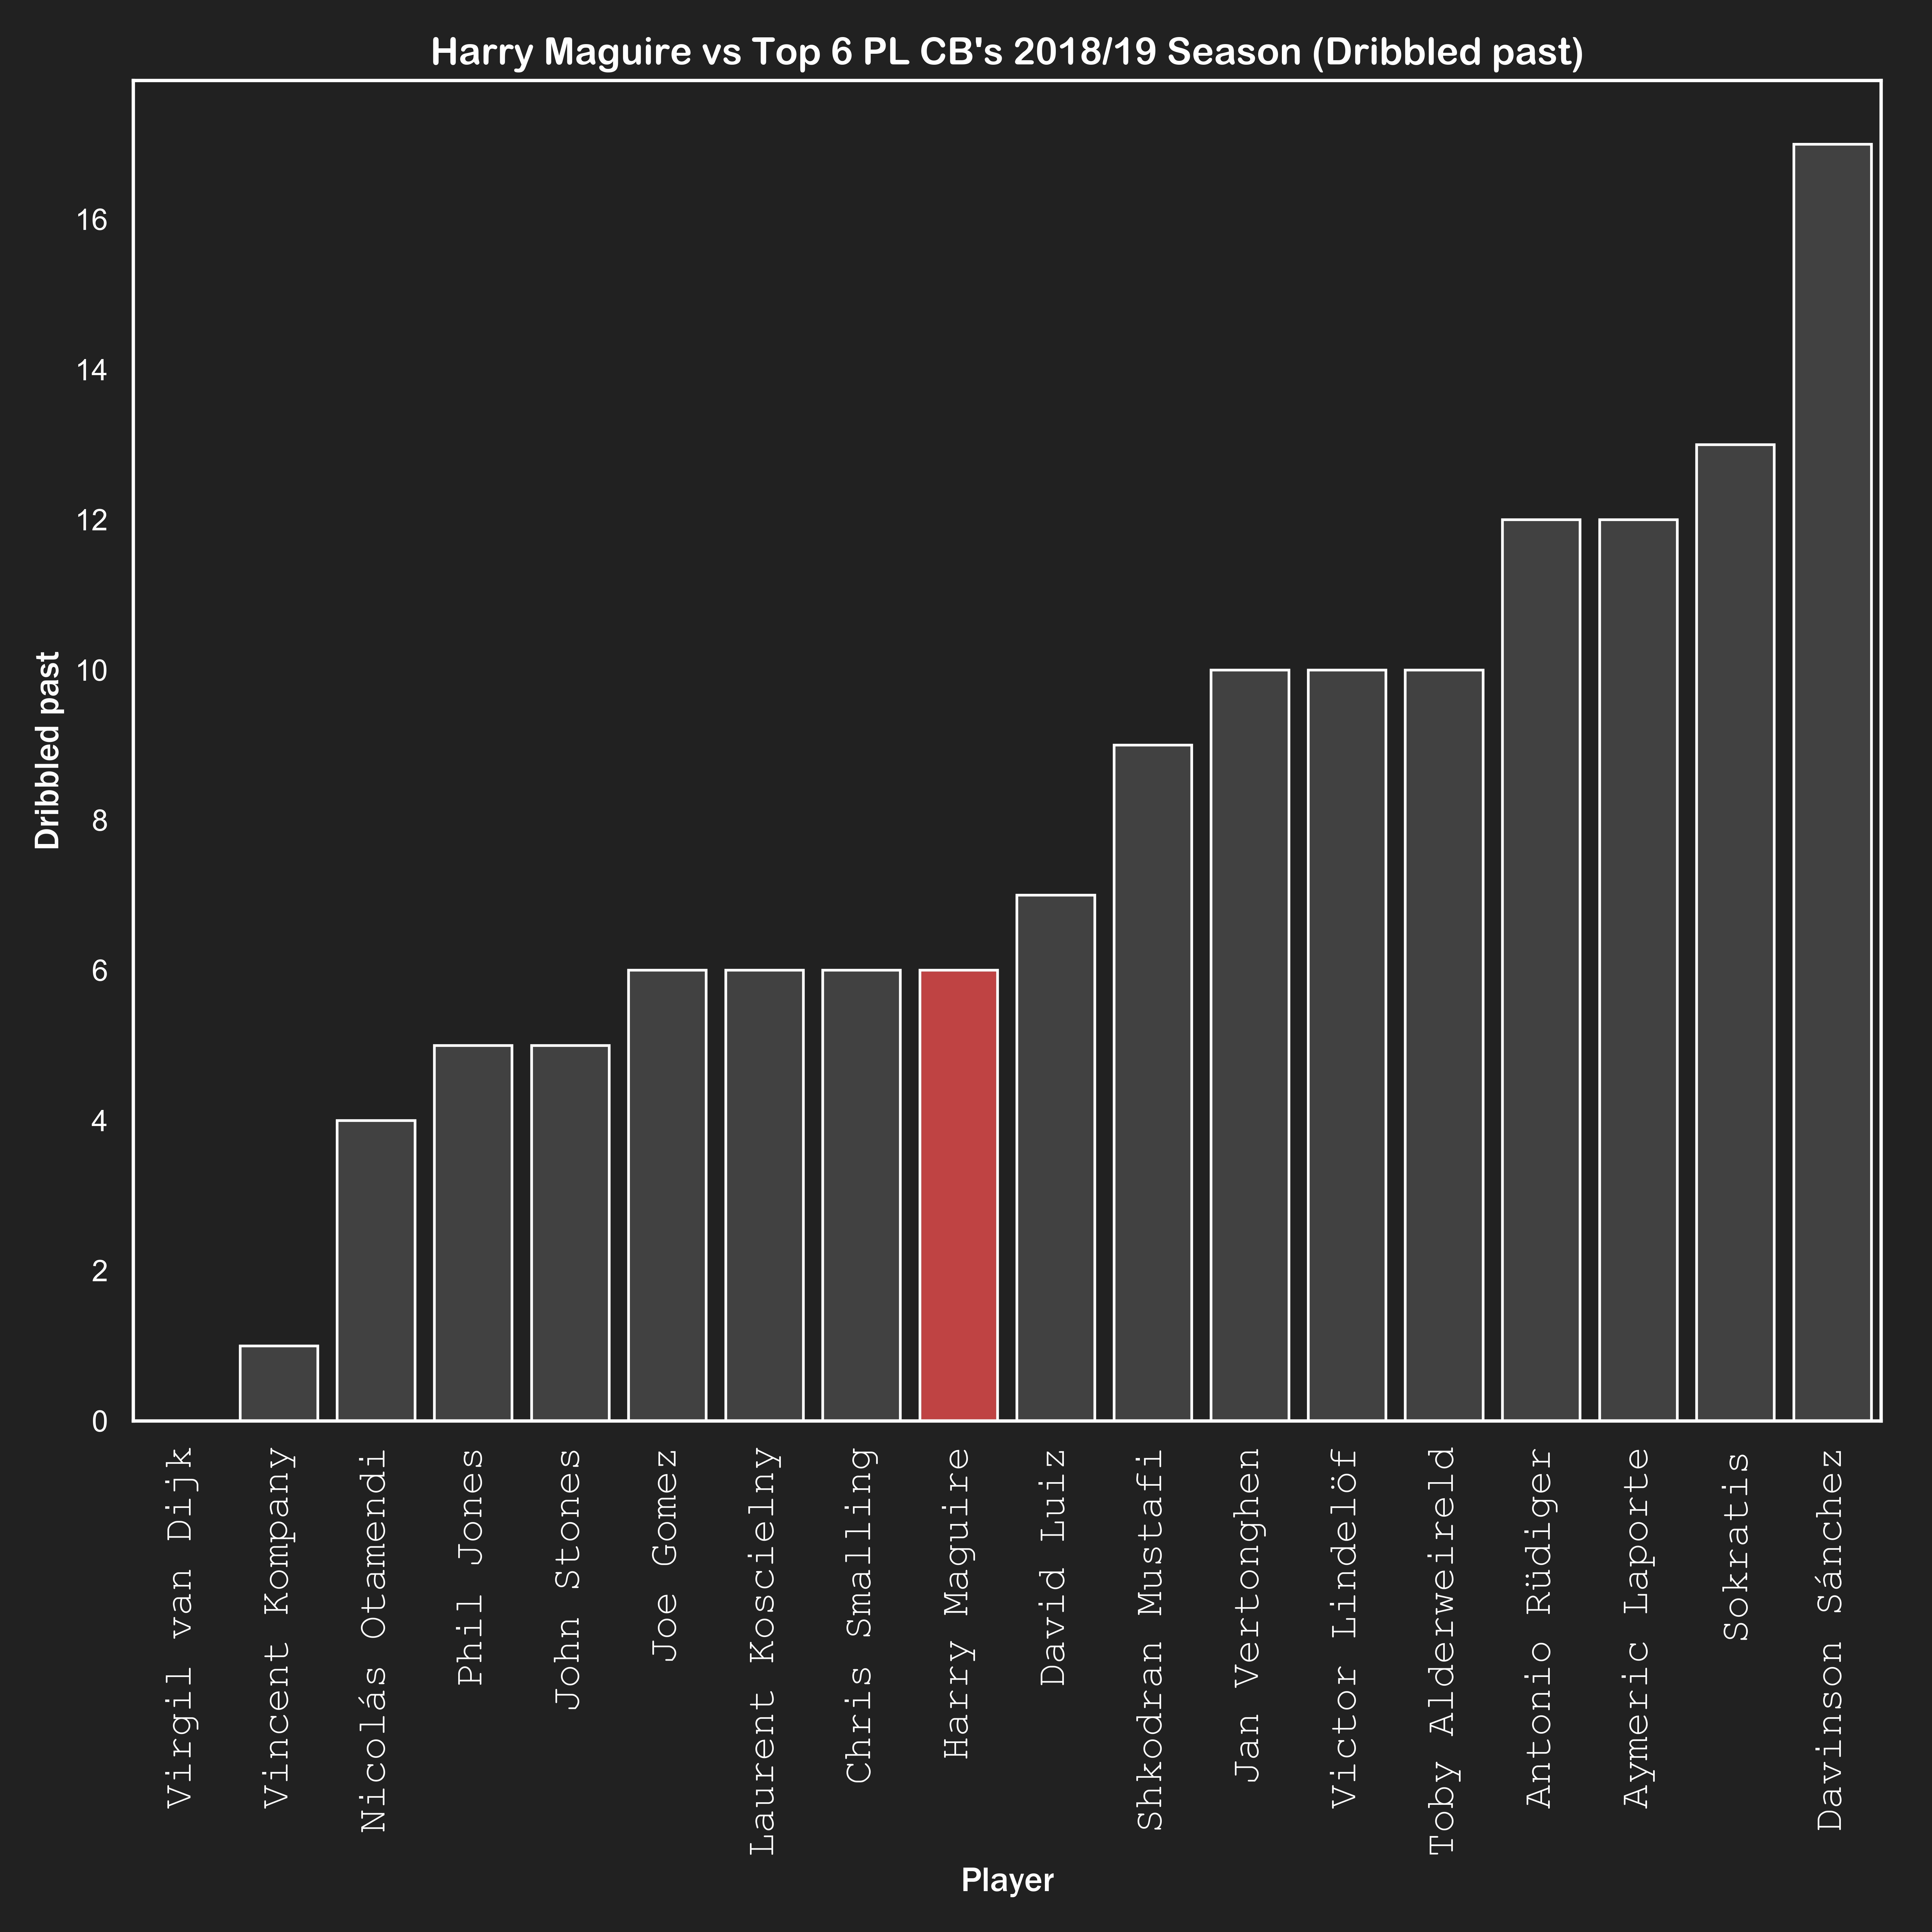 Harry Maguire vs Top 6 PL CB's 2018/19 Season (Dribbled past)
Dribbled past
16
14
12
10
8
6
4
2
0
Virgil van Dijk
Vincent Kompany
Nicolás Otamendi
Phil Jones
John Stones
Joe Gomez
Laurent Koscielny
Chris Smalling
Harry Maguire
David Luiz
Shkodran Mustafi
Jan Vertonghen
Victor Lindelöf
Toby Alderweireld
Antonio Rüdiger
Aymeric Laporte
Sokratis
Davinson Sánchez
Player